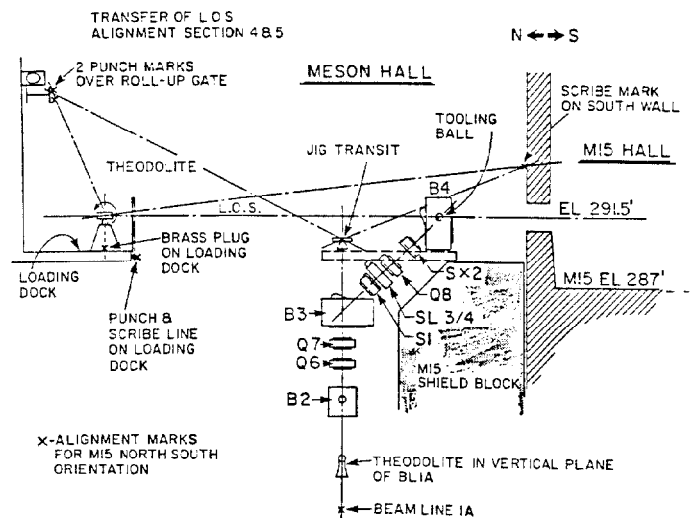 TRANSFER OF L O S
ALIGNMENT SECTION 4&5
N S
2 PUNCH MARKS
OVER ROLL-UP GATE
MESON HALL
SCRIBE MARK
ON SOUTH WALL
TOOLING
BALL
JIG TRANSIT
THEODOLITE
M15 HALL
B4
L.O.S.
EL 291.5'
BRASS PLUG
ON LOADING
DOCK
LOADING
DOCK
S×2
Q8
M15 EL 287'
PUNCH &
SCRIBE LINE
ON LOADING
DOCK
B3
SL 3/4
S1
Q7
Q6
M15
SHIELD BLOCK
B2
x-ALIGNMENT MARKS
FOR M15 NORTH SOUTH
ORIENTATION
THEODOLITE IN VERTICAL PLANE
OF BL1A
BEAM LINE 1A